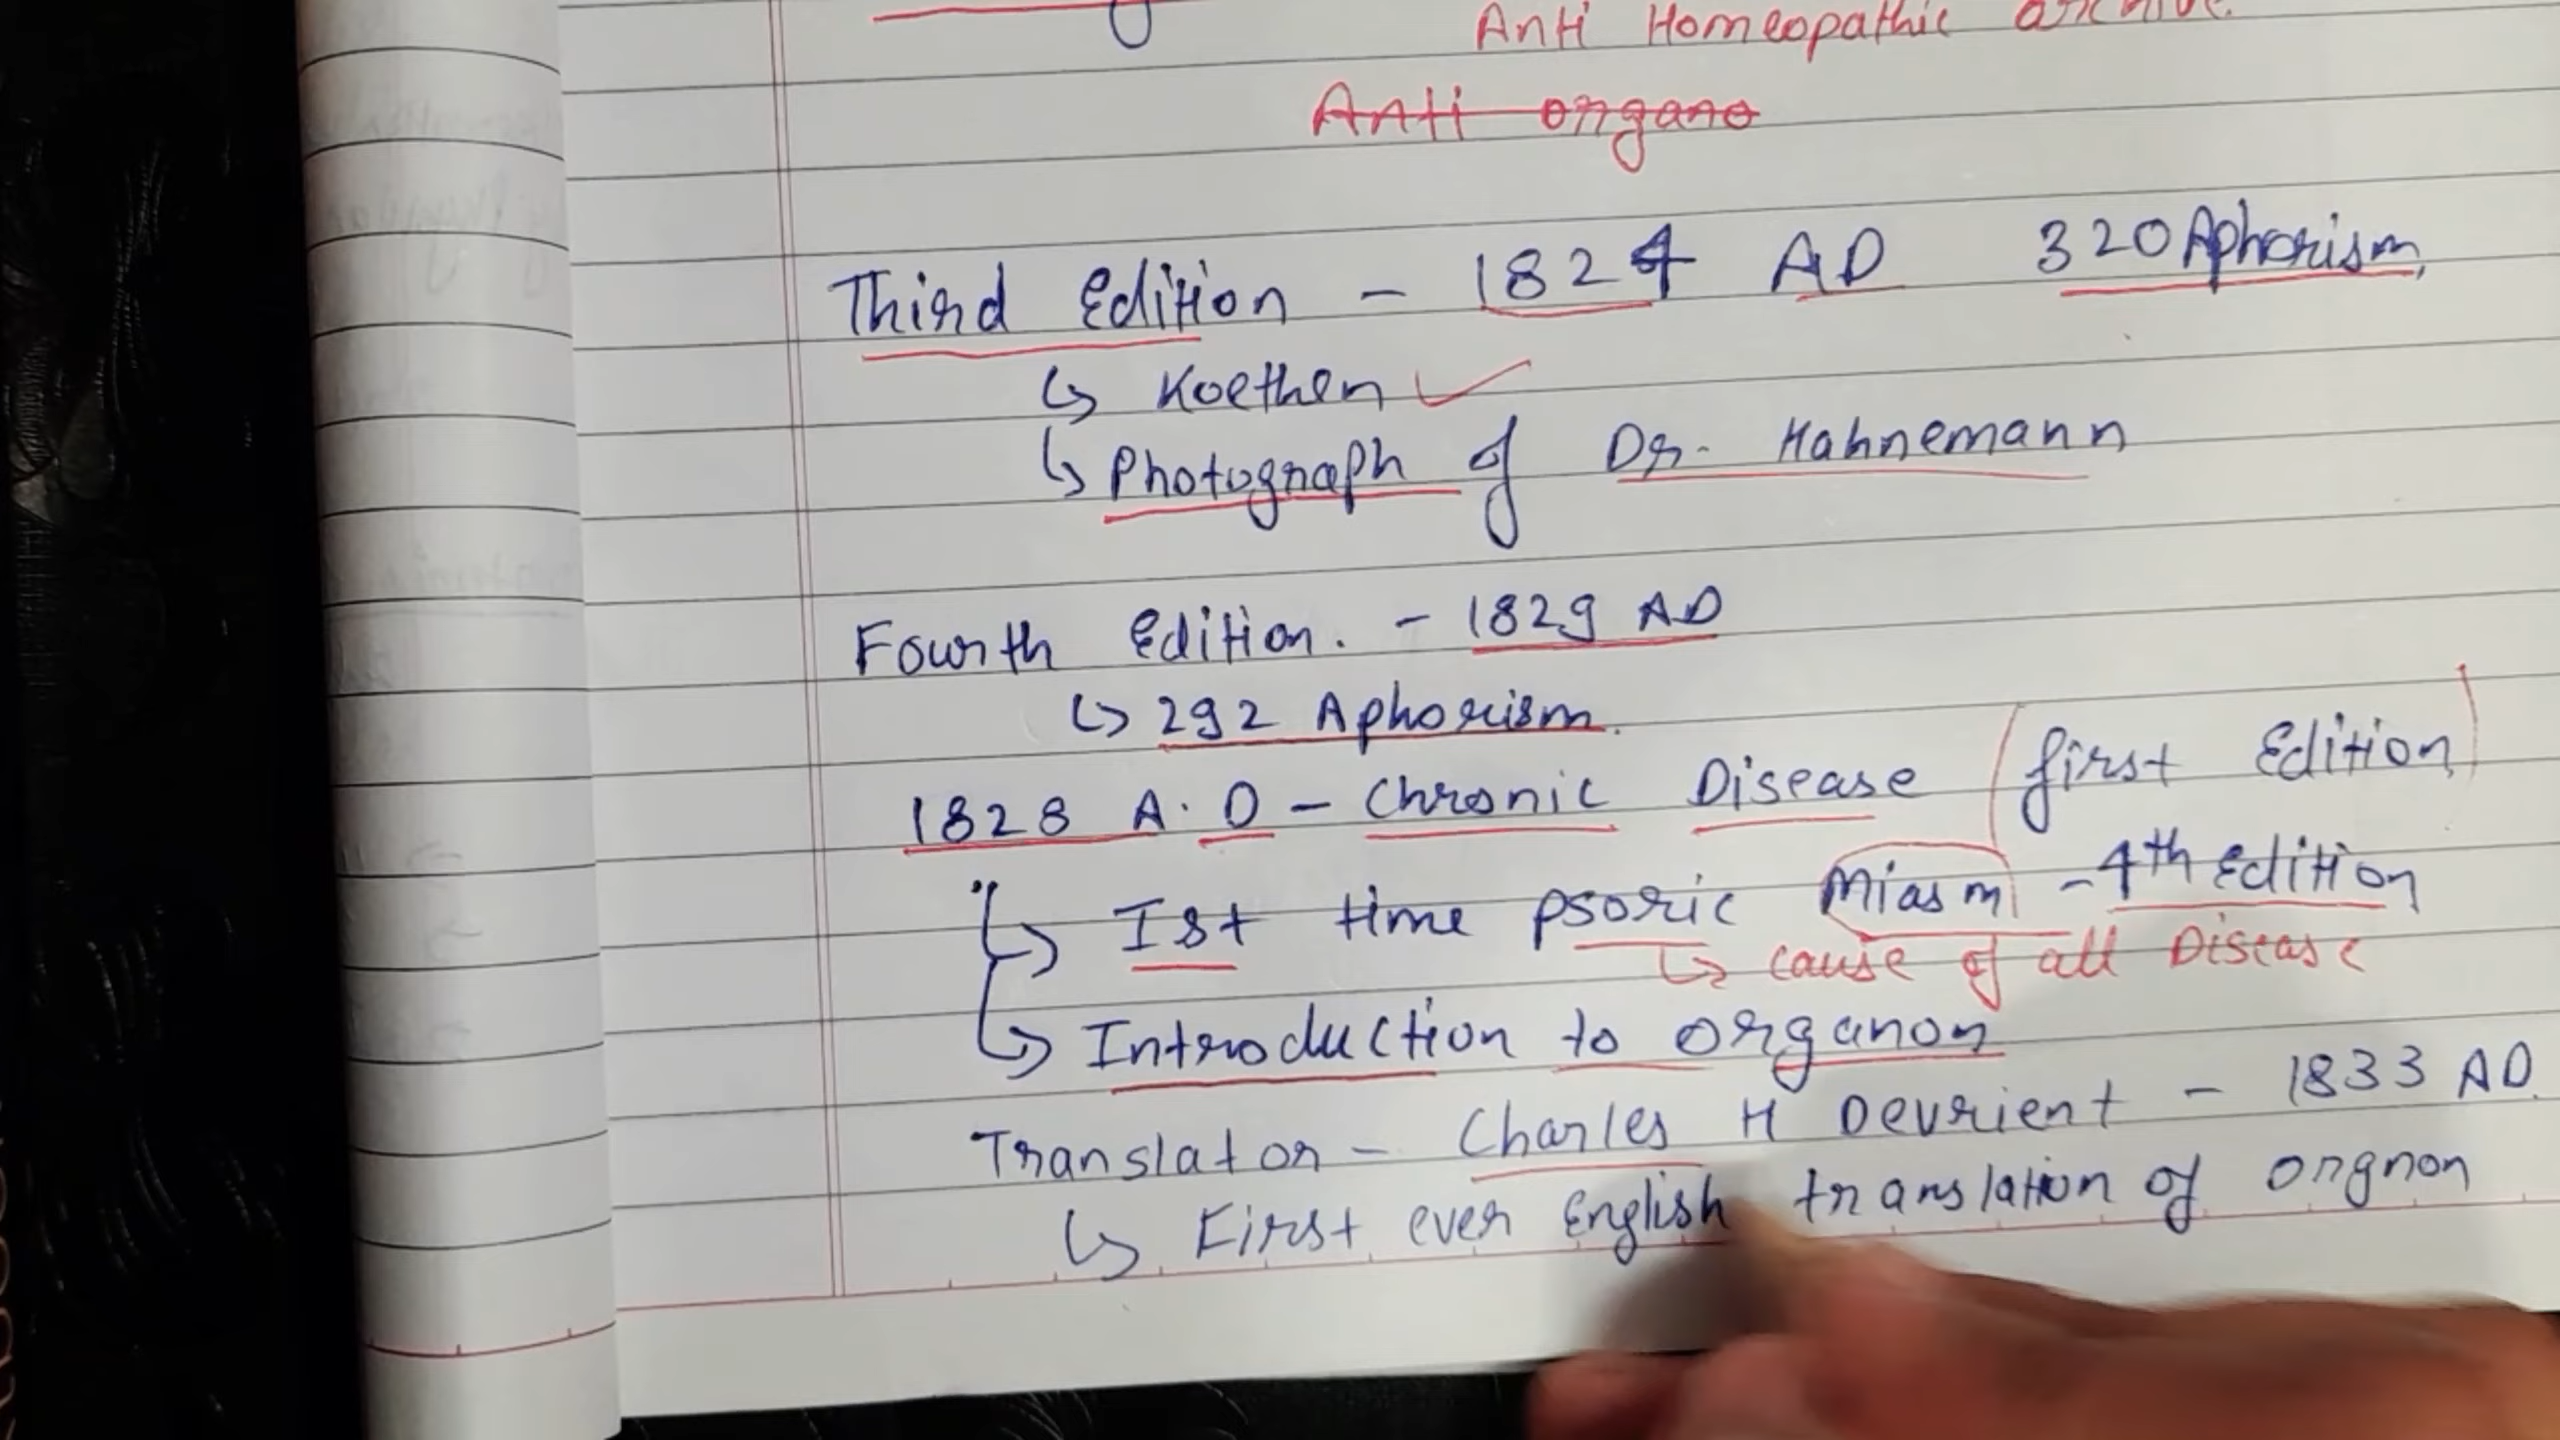 Anti Homeopathic archive.
Anti organo
Third Edition - 1824 AD 320 Aphorism,
↳ Koethen ✓
↳ Photograph of Dr. Hahnemann
Fourth Edition. - 1829 AD
↳ 292 Aphorism.
1828 A.D - Chronic Disease (first Edition)
↳ Ist time psoric Miasm - 4th Edition
↳ cause of all Disease
↳ Introduction to organon
Translator - Charles H Devrient - 1833 AD.
↳ First ever English translation of orgnon